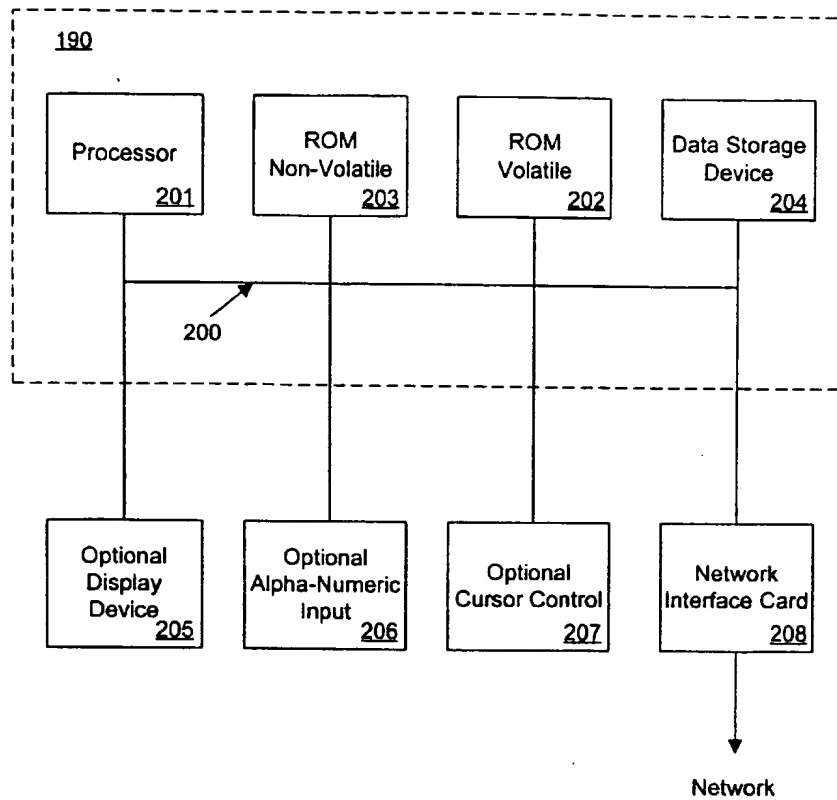 190
Processor
201
ROM
Non-Volatile
203
ROM
Volatile
202
Data Storage
Device
204
200
Optional
Display
Device
205
Optional
Alpha-Numeric
Input
206
Optional
Cursor Control
207
Network
Interface Card
208
Network